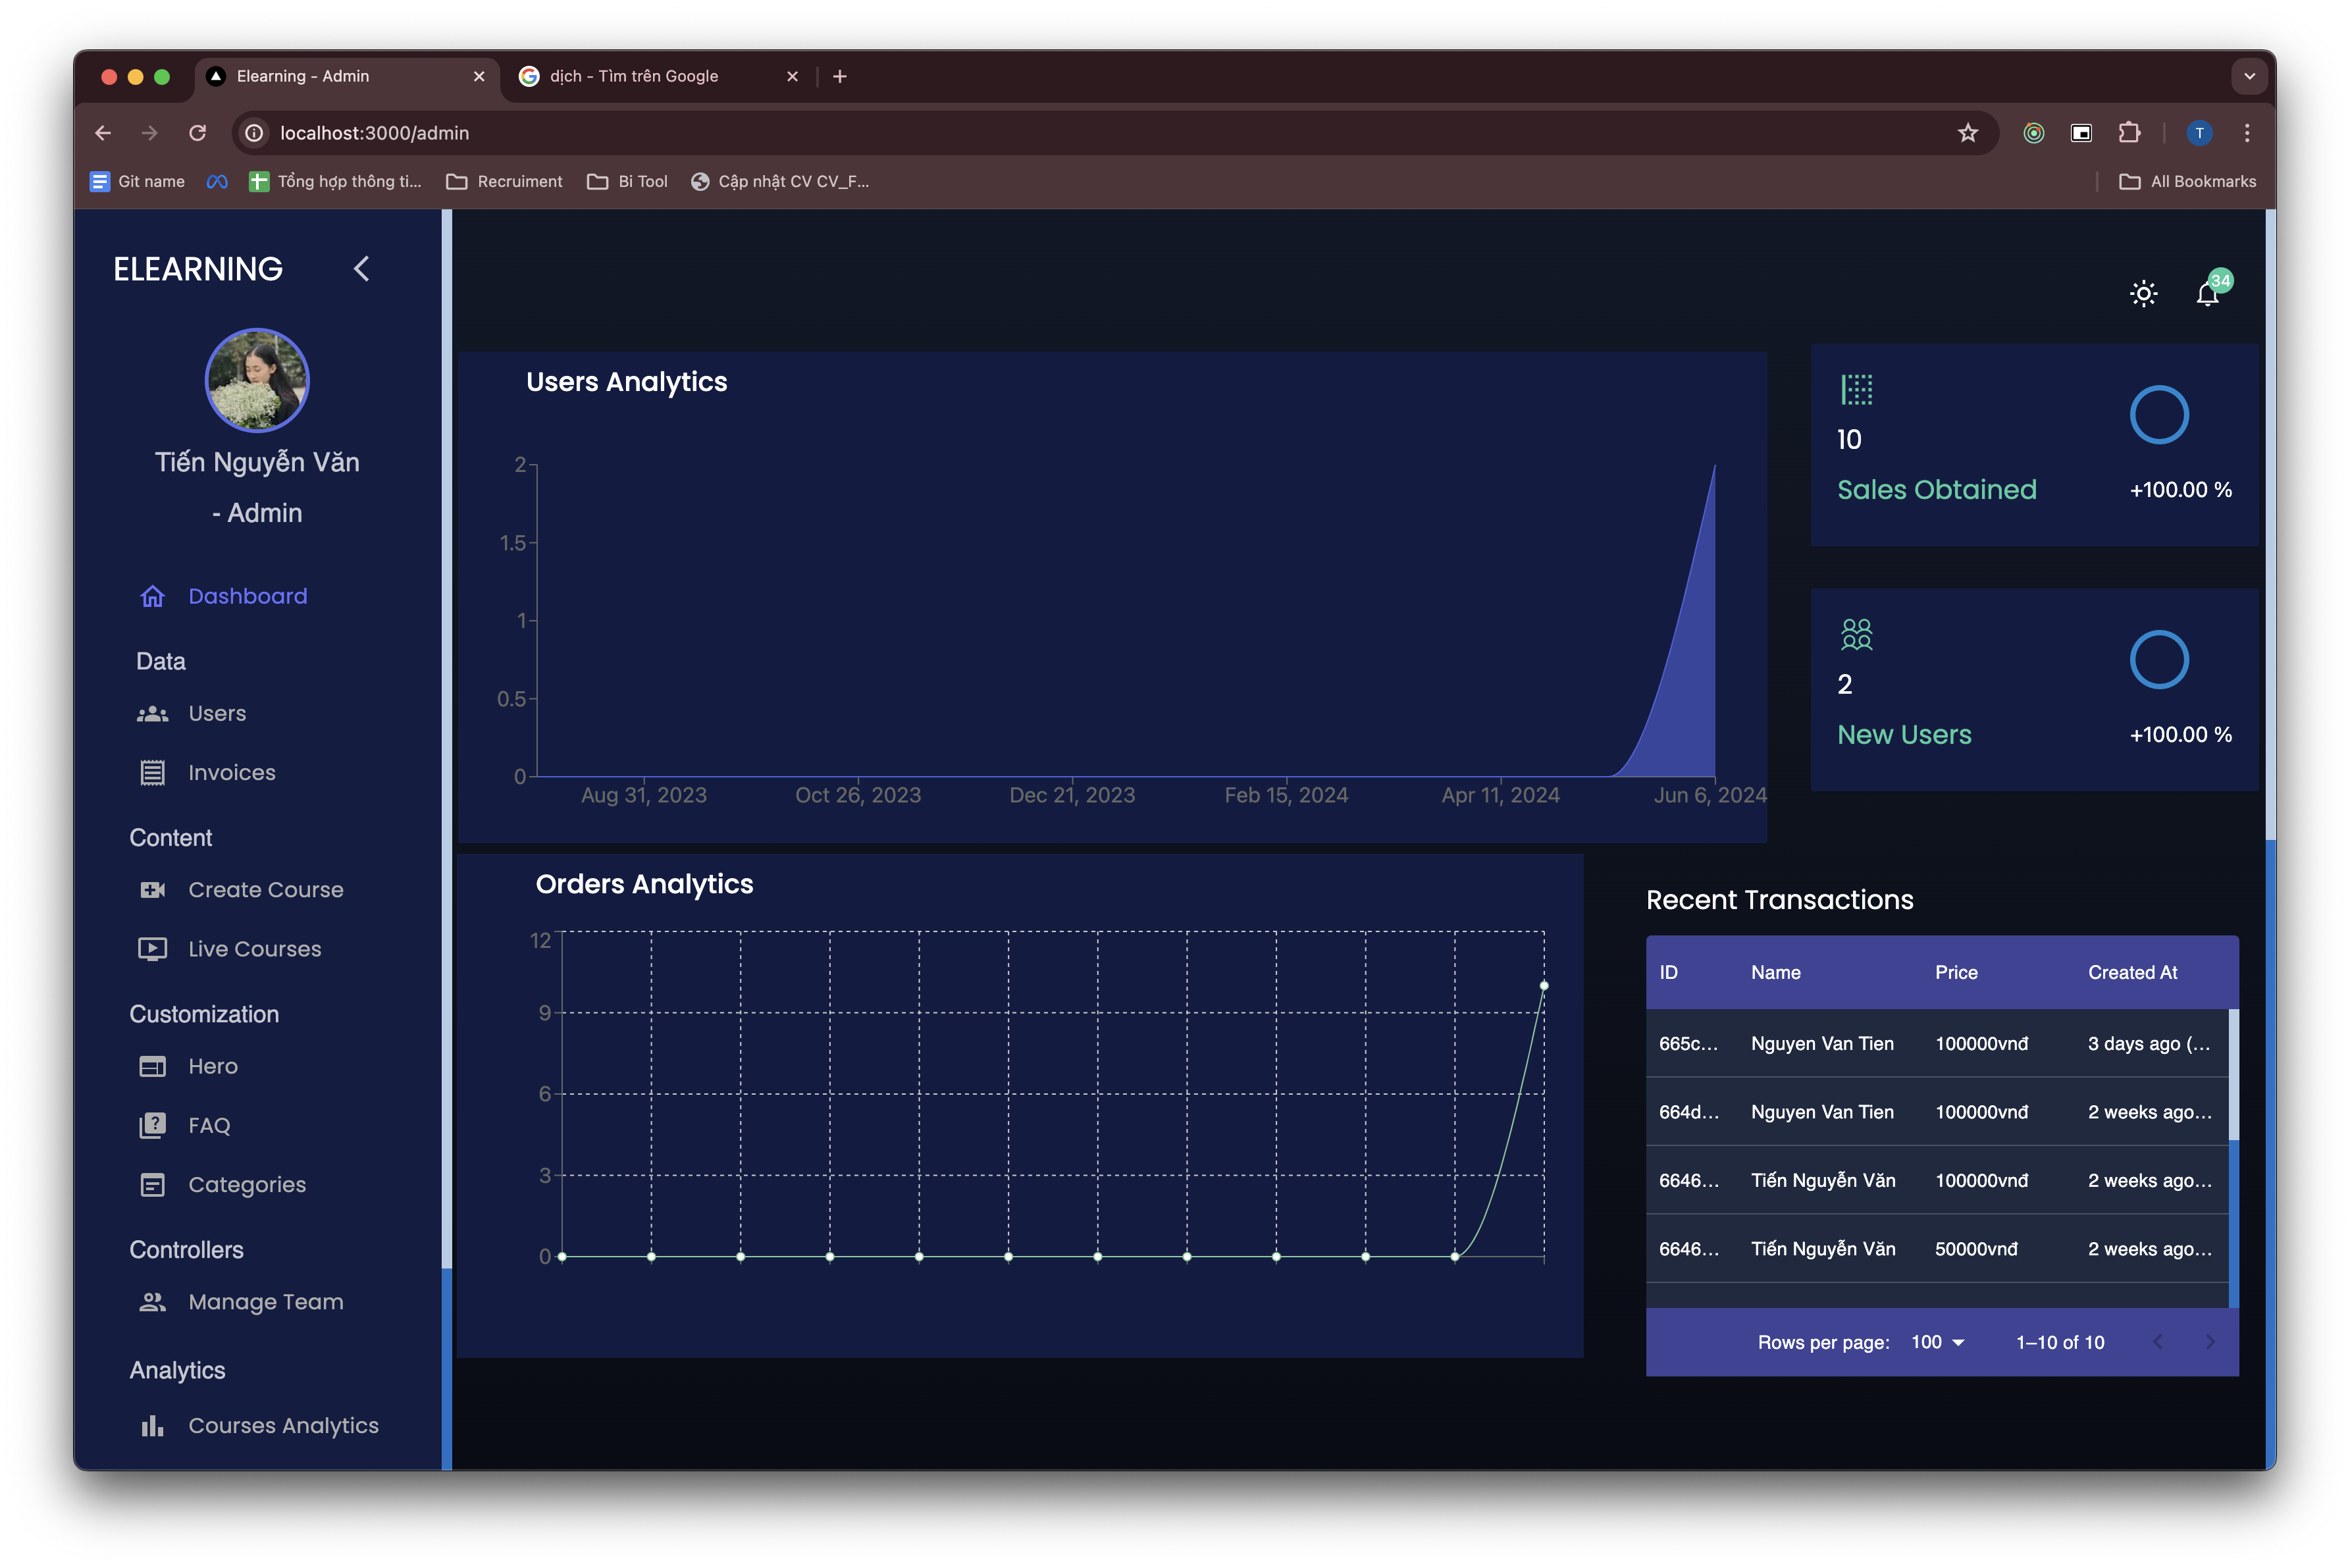 Elearning - Admin
dịch - Tìm trên Google
localhost:3000/admin
T
Git name
Tổng hợp thông ti...
Recruiment
Bi Tool
Cập nhật CV CV_F...
All Bookmarks
ELEARNING
Tiến Nguyễn Văn
- Admin
Dashboard
Data
Users
Invoices
Content
Create Course
Live Courses
Customization
Hero
FAQ
Categories
Controllers
Manage Team
Analytics
Courses Analytics
34
Users Analytics
2
1.5
1
0.5
0
Aug 31, 2023 Oct 26, 2023 Dec 21, 2023 Feb 15, 2024 Apr 11, 2024 Jun 6, 2024
10
Sales Obtained
+100.00 %
2
New Users
+100.00 %
Orders Analytics
12
9
6
3
0
Recent Transactions
ID Name Price Created At
665c... Nguyen Van Tien 100000vnđ 3 days ago (...
664d... Nguyen Van Tien 100000vnđ 2 weeks ago...
6646... Tiến Nguyễn Văn 100000vnđ 2 weeks ago...
6646... Tiến Nguyễn Văn 50000vnđ 2 weeks ago...
Rows per page: 100 1–10 of 10